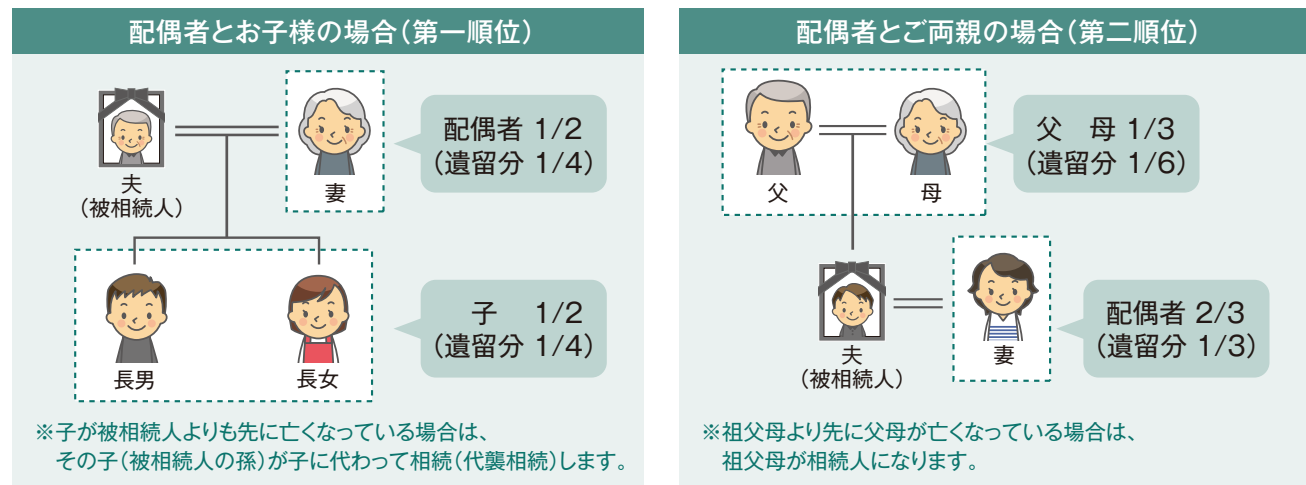 配偶者とお子様の場合（第一順位）
夫
（被相続人）
妻
配偶者 1/2
（遺留分 1/4）
長男
長女
子　1/2
（遺留分 1/4）
※子が被相続人よりも先に亡くなっている場合は、
その子（被相続人の孫）が子に代わって相続（代襲相続）します。
配偶者とご両親の場合（第二順位）
父
母
父　母 1/3
（遺留分 1/6）
夫
（被相続人）
妻
配偶者 2/3
（遺留分 1/3）
※祖父母より先に父母が亡くなっている場合は、
祖父母が相続人になります。